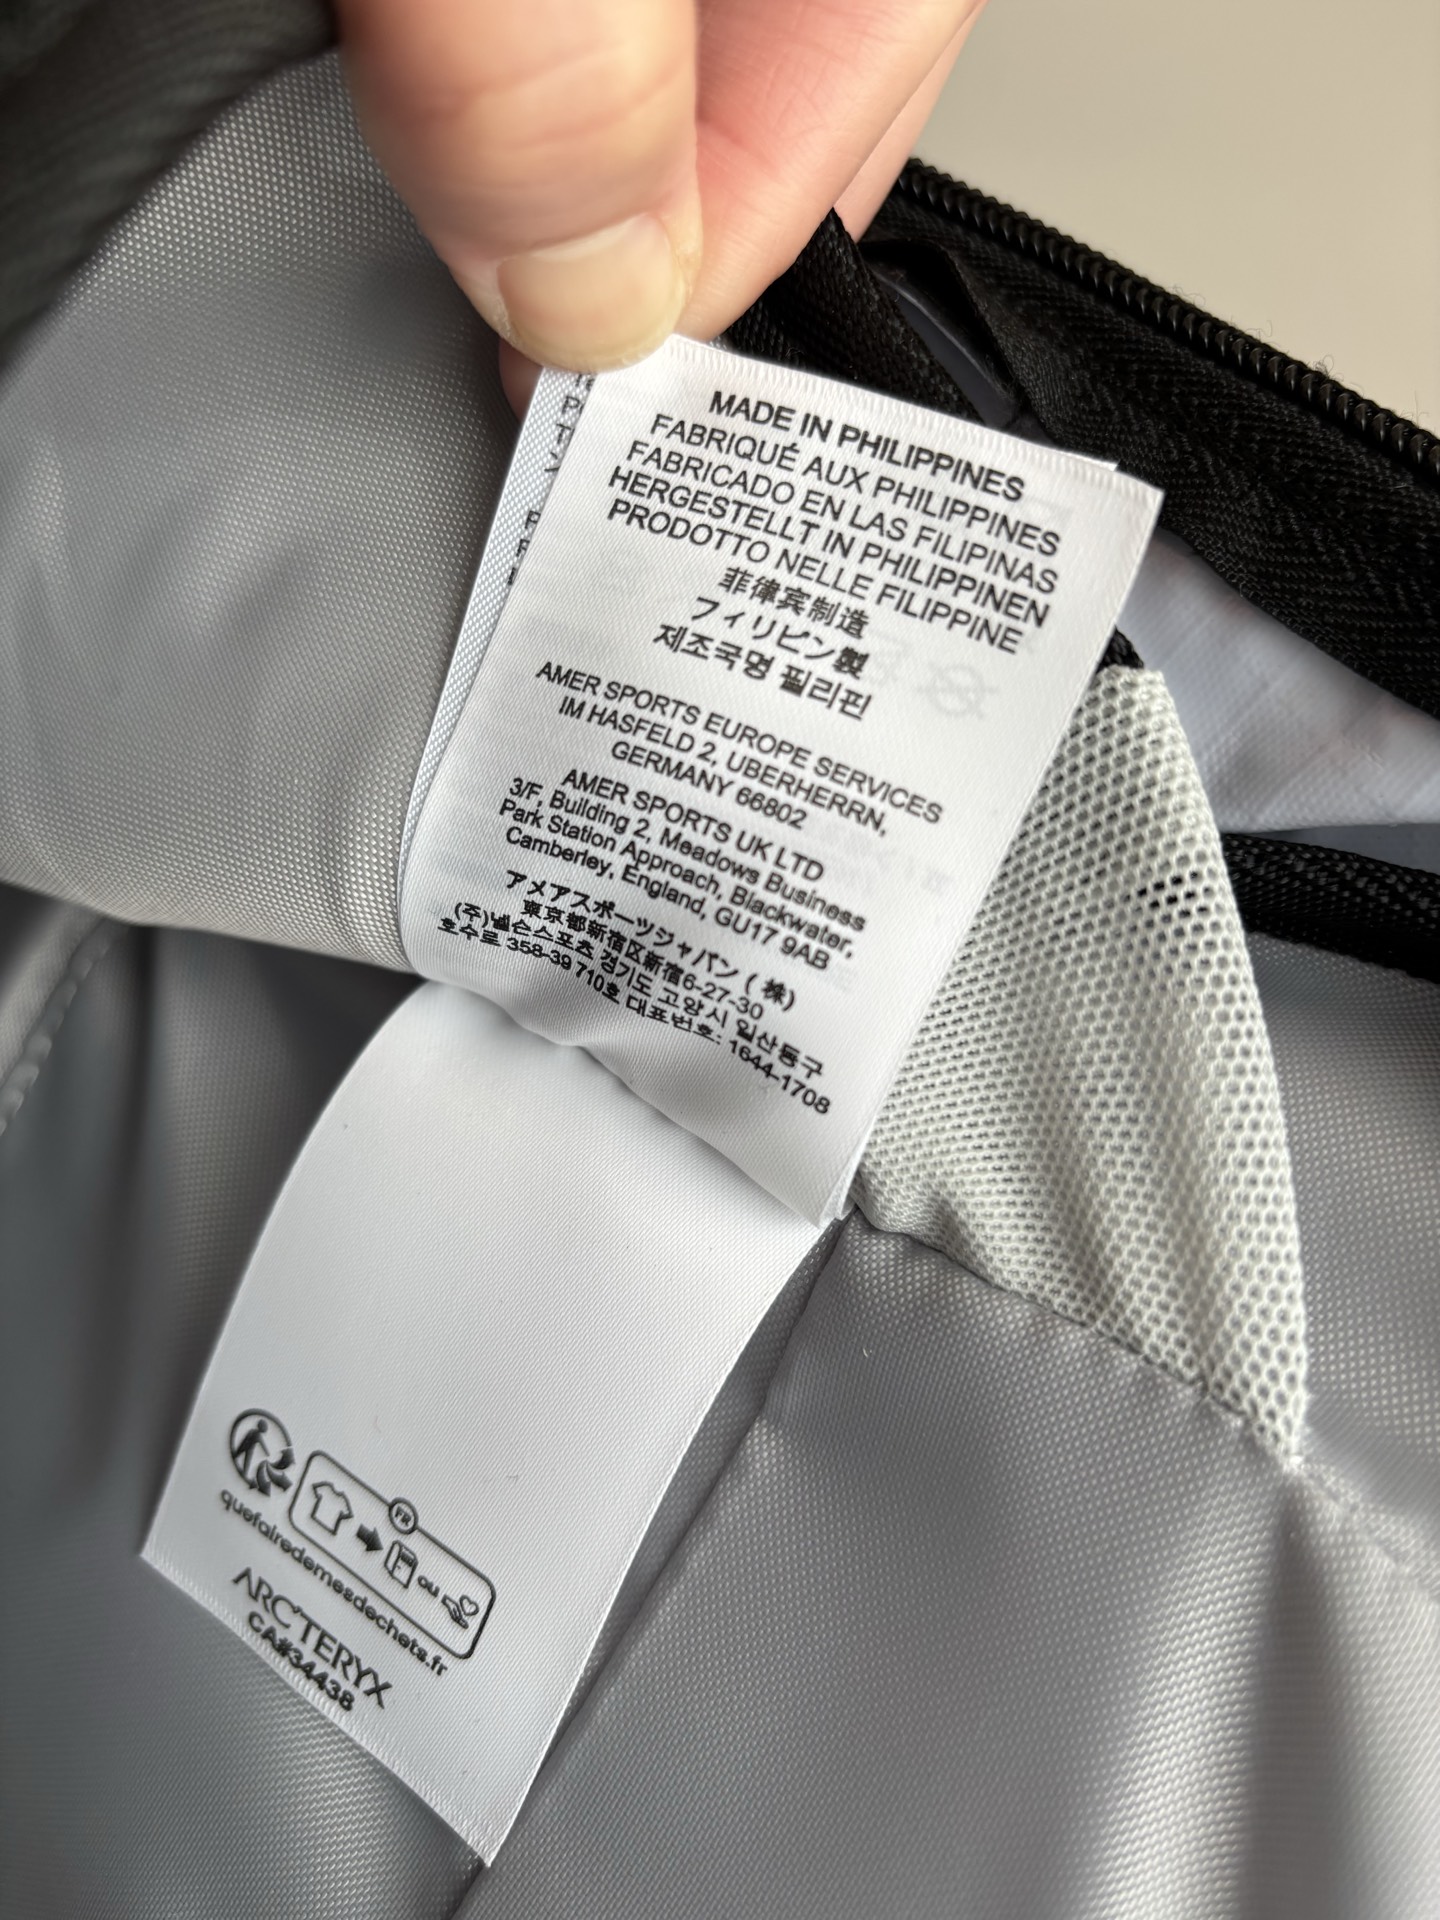 MADE IN PHILIPPINES
FABRIQUÉ AUX PHILIPPINES
FABRICADO EN LAS FILIPINAS
HERGESTELLT IN PHILIPPINEN
PRODOTTO NELLE FILIPPINE
菲律宾制造
フィリピン製
제조국명 필리핀
AMER SPORTS EUROPE SERVICES
IM HASFELD 2, UBERHERRN,
GERMANY 66802
AMER SPORTS UK LTD
3/F, Building 2, Meadows Business
Park Station Approach, Blackwater,
Camberley, England, GU17 9AB
アメアスポーツジャパン ( 株)
東京都新宿区新宿6-27-30
(주)넬슨스포츠 경기도 고양시 일산동구
호수로 358-39 710호 대표번호: 1644-1708
FR
ou
quefairedemesdechets.fr
ARC'TERYX
CA#34438